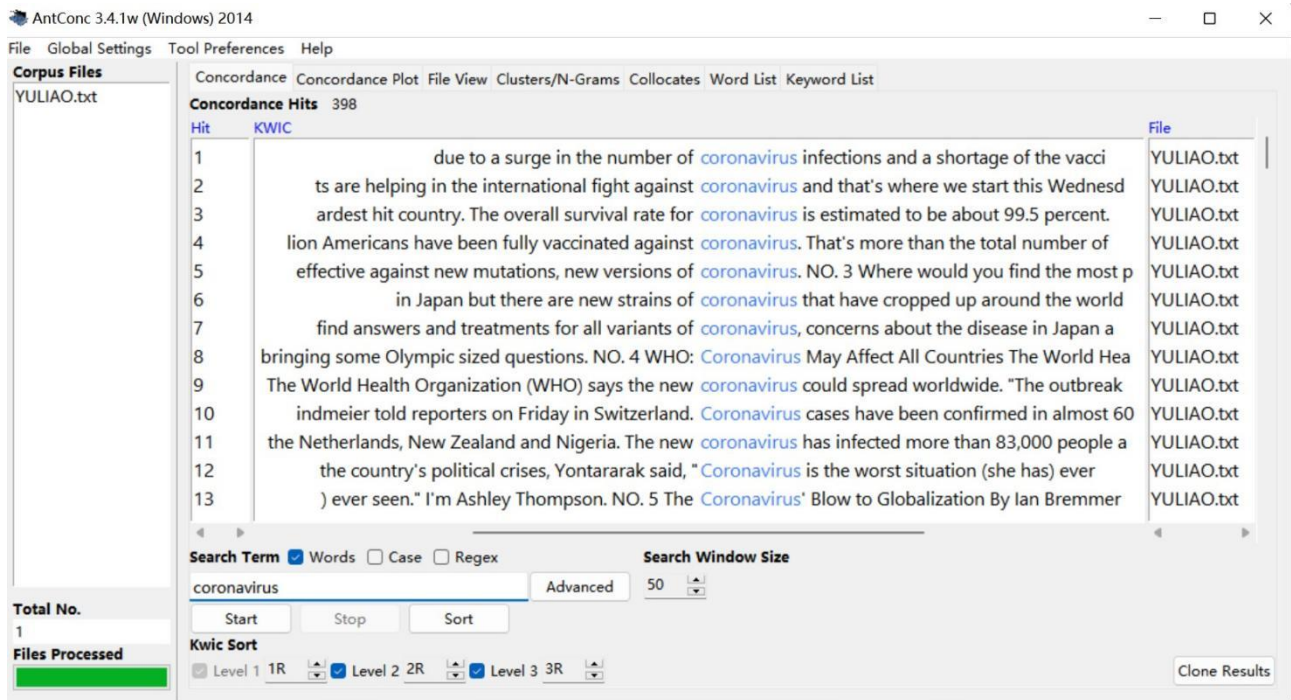 AntConc 3.4.1w (Windows) 2014
File Global Settings Tool Preferences Help
Corpus Files
YULIAO.txt
Concordance Concordance Plot File View Clusters/N-Grams Collocates Word List Keyword List
Concordance Hits 398
Hit KWIC File
1 due to a surge in the number of coronavirus infections and a shortage of the vacci YULIAO.txt
2 ts are helping in the international fight against coronavirus and that's where we start this Wednesd YULIAO.txt
3 ardest hit country. The overall survival rate for coronavirus is estimated to be about 99.5 percent. YULIAO.txt
4 lion Americans have been fully vaccinated against coronavirus. That's more than the total number of YULIAO.txt
5 effective against new mutations, new versions of coronavirus. NO. 3 Where would you find the most p YULIAO.txt
6 in Japan but there are new strains of coronavirus that have cropped up around the world YULIAO.txt
7 find answers and treatments for all variants of coronavirus, concerns about the disease in Japan a YULIAO.txt
8 bringing some Olympic sized questions. NO. 4 WHO: Coronavirus May Affect All Countries The World Hea YULIAO.txt
9 The World Health Organization (WHO) says the new coronavirus could spread worldwide. "The outbreak YULIAO.txt
10 indmeier told reporters on Friday in Switzerland. Coronavirus cases have been confirmed in almost 60 YULIAO.txt
11 the Netherlands, New Zealand and Nigeria. The new coronavirus has infected more than 83,000 people a YULIAO.txt
12 the country's political crises, Yontararak said, "Coronavirus is the worst situation (she has) ever YULIAO.txt
13 ) ever seen." I'm Ashley Thompson. NO. 5 The Coronavirus' Blow to Globalization By Ian Bremmer YULIAO.txt
Search Term Words Case Regex Search Window Size
coronavirus Advanced 50
Total No.
1
Start Stop Sort
Files Processed
Kwic Sort
Level 1 1R Level 2 2R Level 3 3R Clone Results